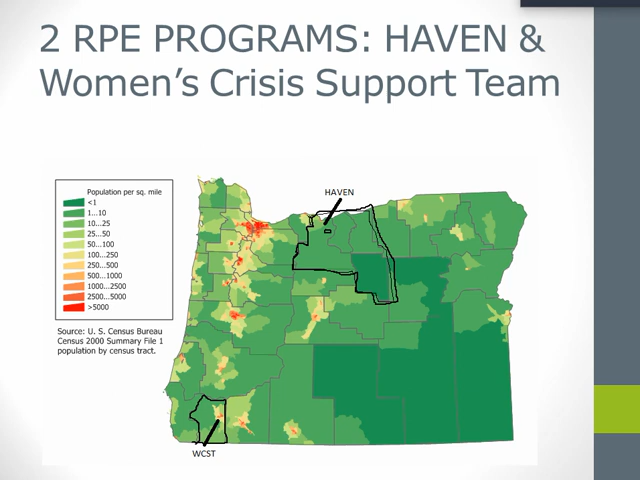 2 RPE PROGRAMS: HAVEN &
Women’s Crisis Support Team
HAVEN
Population per sq. mile
<1
1...10
10...25
25...50
50...100
100...250
250...500
500...1000
1000...2500
2500...5000
>5000
Source: U. S. Census Bureau
Census 2000 Summary File 1
population by census tract.
WCST